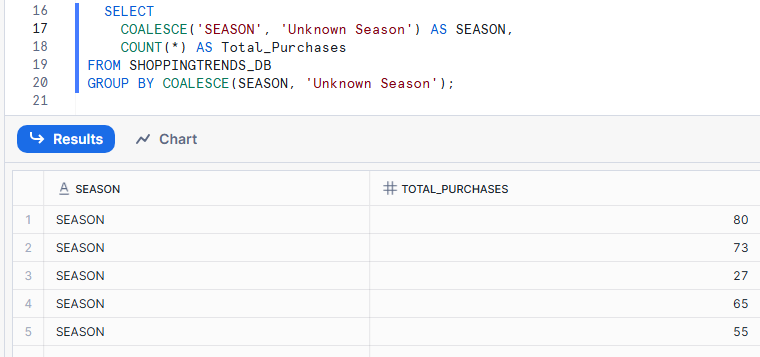 16 SELECT
17 COALESCE('SEASON', 'Unknown Season') AS SEASON,
18 COUNT(*) AS Total_Purchases
19 FROM SHOPPINGTRENDS_DB
20 GROUP BY COALESCE(SEASON, 'Unknown Season');
21
Results Chart
SEASON TOTAL_PURCHASES
1 SEASON 80
2 SEASON 73
3 SEASON 27
4 SEASON 65
5 SEASON 55